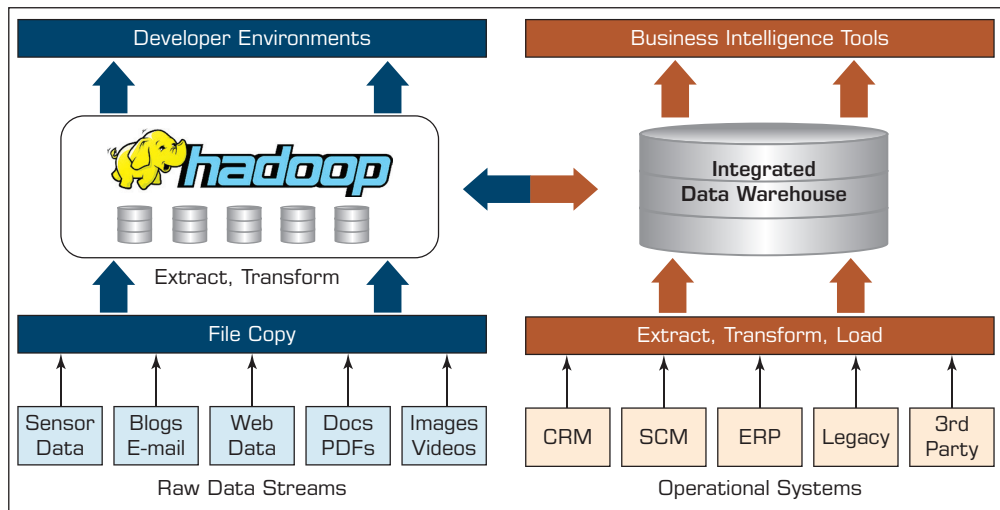 Developer Environments
Business Intelligence Tools
hadoop
Integrated
Data Warehouse
Extract, Transform
File Copy
Extract, Transform, Load
Sensor
Data
Blogs
E-mail
Web
Data
Docs
PDFs
Images
Videos
CRM
SCM
ERP
Legacy
3rd
Party
Raw Data Streams
Operational Systems